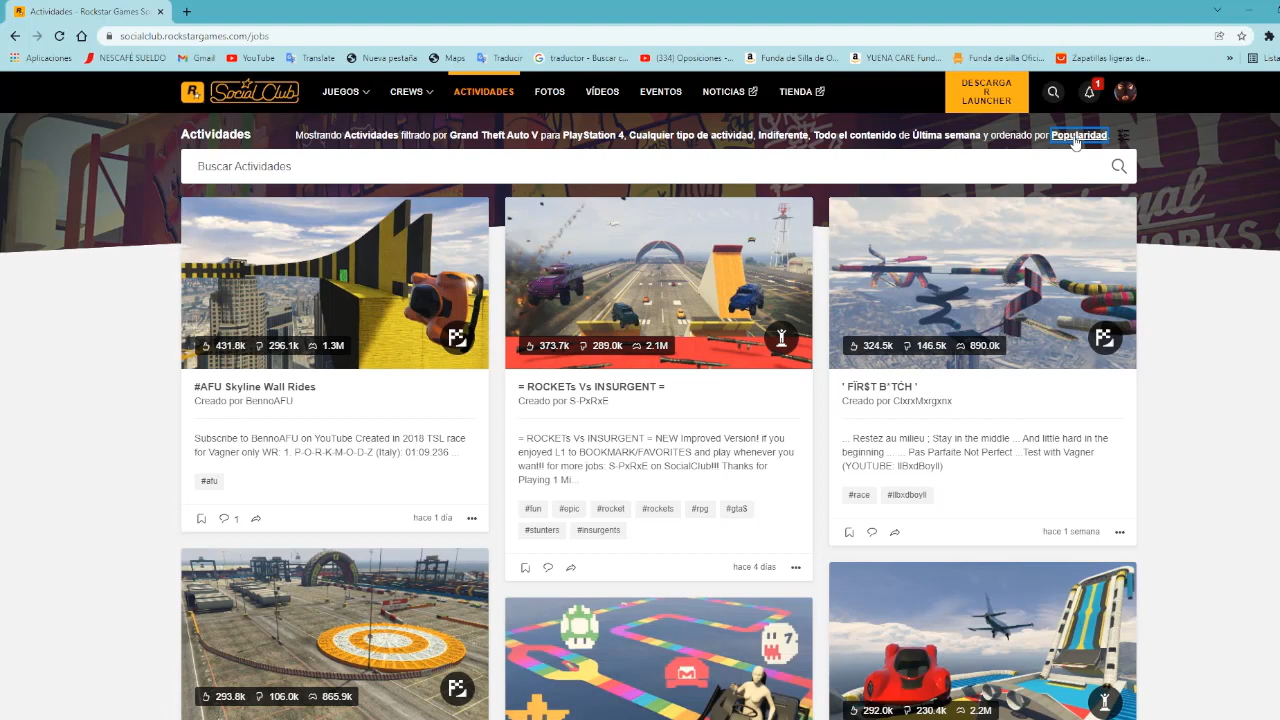 Actividades - Rockstar Games So
socialclub.rockstargames.com/jobs
Aplicaciones NESCAFÉ SUELDO Gmail YouTube Translate Nueva pestaña Maps Traducir traductor - Buscar c... (334) Oposiciones -... Funda de Silla De O... YUENA CARE Fund... Funda de silla Ofici... Zapatillas ligeras de... » Lista
R★ Social Club JUEGOS CREWS ACTIVIDADES FOTOS VÍDEOS EVENTOS NOTICIAS TIENDA
DESCARGA
R
LAUNCHER
1
Actividades Mostrando Actividades filtrado por Grand Theft Auto V para PlayStation 4, Cualquier tipo de actividad, Indiferente, Todo el contenido de Última semana y ordenado por Popularidad.
Buscar Actividades
431.8k 296.1k 1.3M
#AFU Skyline Wall Rides
Creado por BennoAFU
Subscribe to BennoAFU on YouTube Created in 2018 TSL race
for Vagner only WR: 1. P-O-R-K-M-O-D-Z (Italy): 01:09.236 ...
#afu
1 hace 1 día
373.7k 289.0k 2.1M
= ROCKETs Vs INSURGENT =
Creado por S-PxRxE
= ROCKETs Vs INSURGENT = NEW Improved Version! if you
enjoyed L1 to BOOKMARK/FAVORITES and play whenever you
want!! for more jobs: S-PxRxE on SocialClub!!! Thanks for
Playing 1 Mi...
#fun #epic #rocket #rockets #rpg #gta5
#stunters #insurgents
hace 4 días
324.5k 146.5k 890.0k
' FÏR$T B*TĆH '
Creado por ClxrxMxrgxnx
... Restez au milieu ; Stay in the middle ... And little hard in the
beginning ... ... Pas Parfaite Not Perfect ...Test with Vagner
(YOUTUBE: IIBxdBoyII)
#race #iibxdboyii
hace 1 semana
293.8k 106.0k 865.9k
7
292.0k 230.4k 2.2M